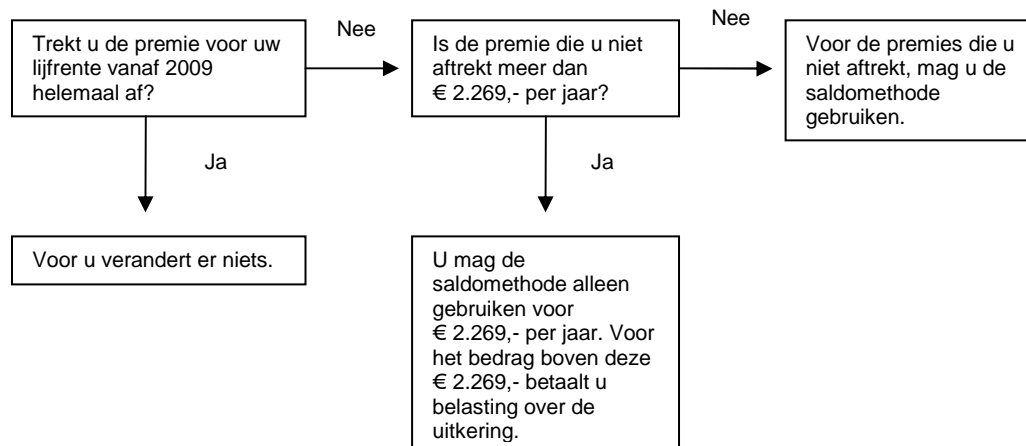 Trekt u de premie voor uw
lijfrente vanaf 2009
helemaal af?
Nee
Is de premie die u niet
aftrekt meer dan
€ 2.269,- per jaar?
Nee
Voor de premies die u
niet aftrekt, mag u de
saldomethode
gebruiken.
Ja
Ja
Voor u verandert er niets.
U mag de
saldomethode alleen
gebruiken voor
€ 2.269,- per jaar. Voor
het bedrag boven deze
€ 2.269,- betaalt u
belasting over de
uitkering.